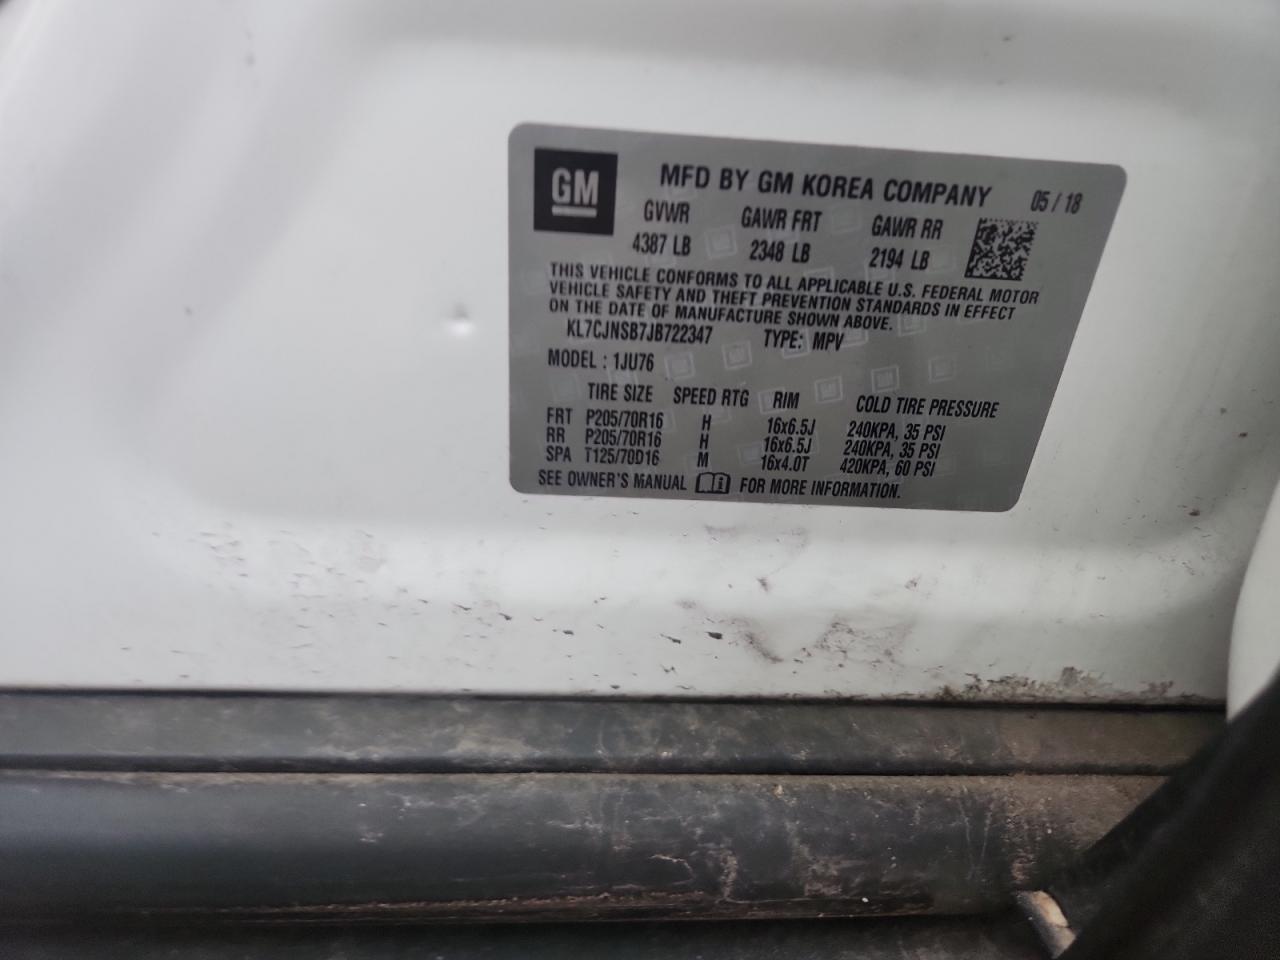 GM MFD BY GM KOREA COMPANY 05 / 18
GVWR GAWR FRT GAWR RR
4387 LB 2348 LB 2194 LB
THIS VEHICLE CONFORMS TO ALL APPLICABLE U.S. FEDERAL MOTOR
VEHICLE SAFETY AND THEFT PREVENTION STANDARDS IN EFFECT
ON THE DATE OF MANUFACTURE SHOWN ABOVE.
KL7CJNSB7JB722347 TYPE: MPV
MODEL : 1JU76
TIRE SIZE SPEED RTG RIM COLD TIRE PRESSURE
FRT P205/70R16 H 16x6.5J 240KPA, 35 PSI
RR P205/70R16 H 16x6.5J 240KPA, 35 PSI
SPA T125/70D16 M 16x4.0T 420KPA, 60 PSI
SEE OWNER'S MANUAL i FOR MORE INFORMATION.